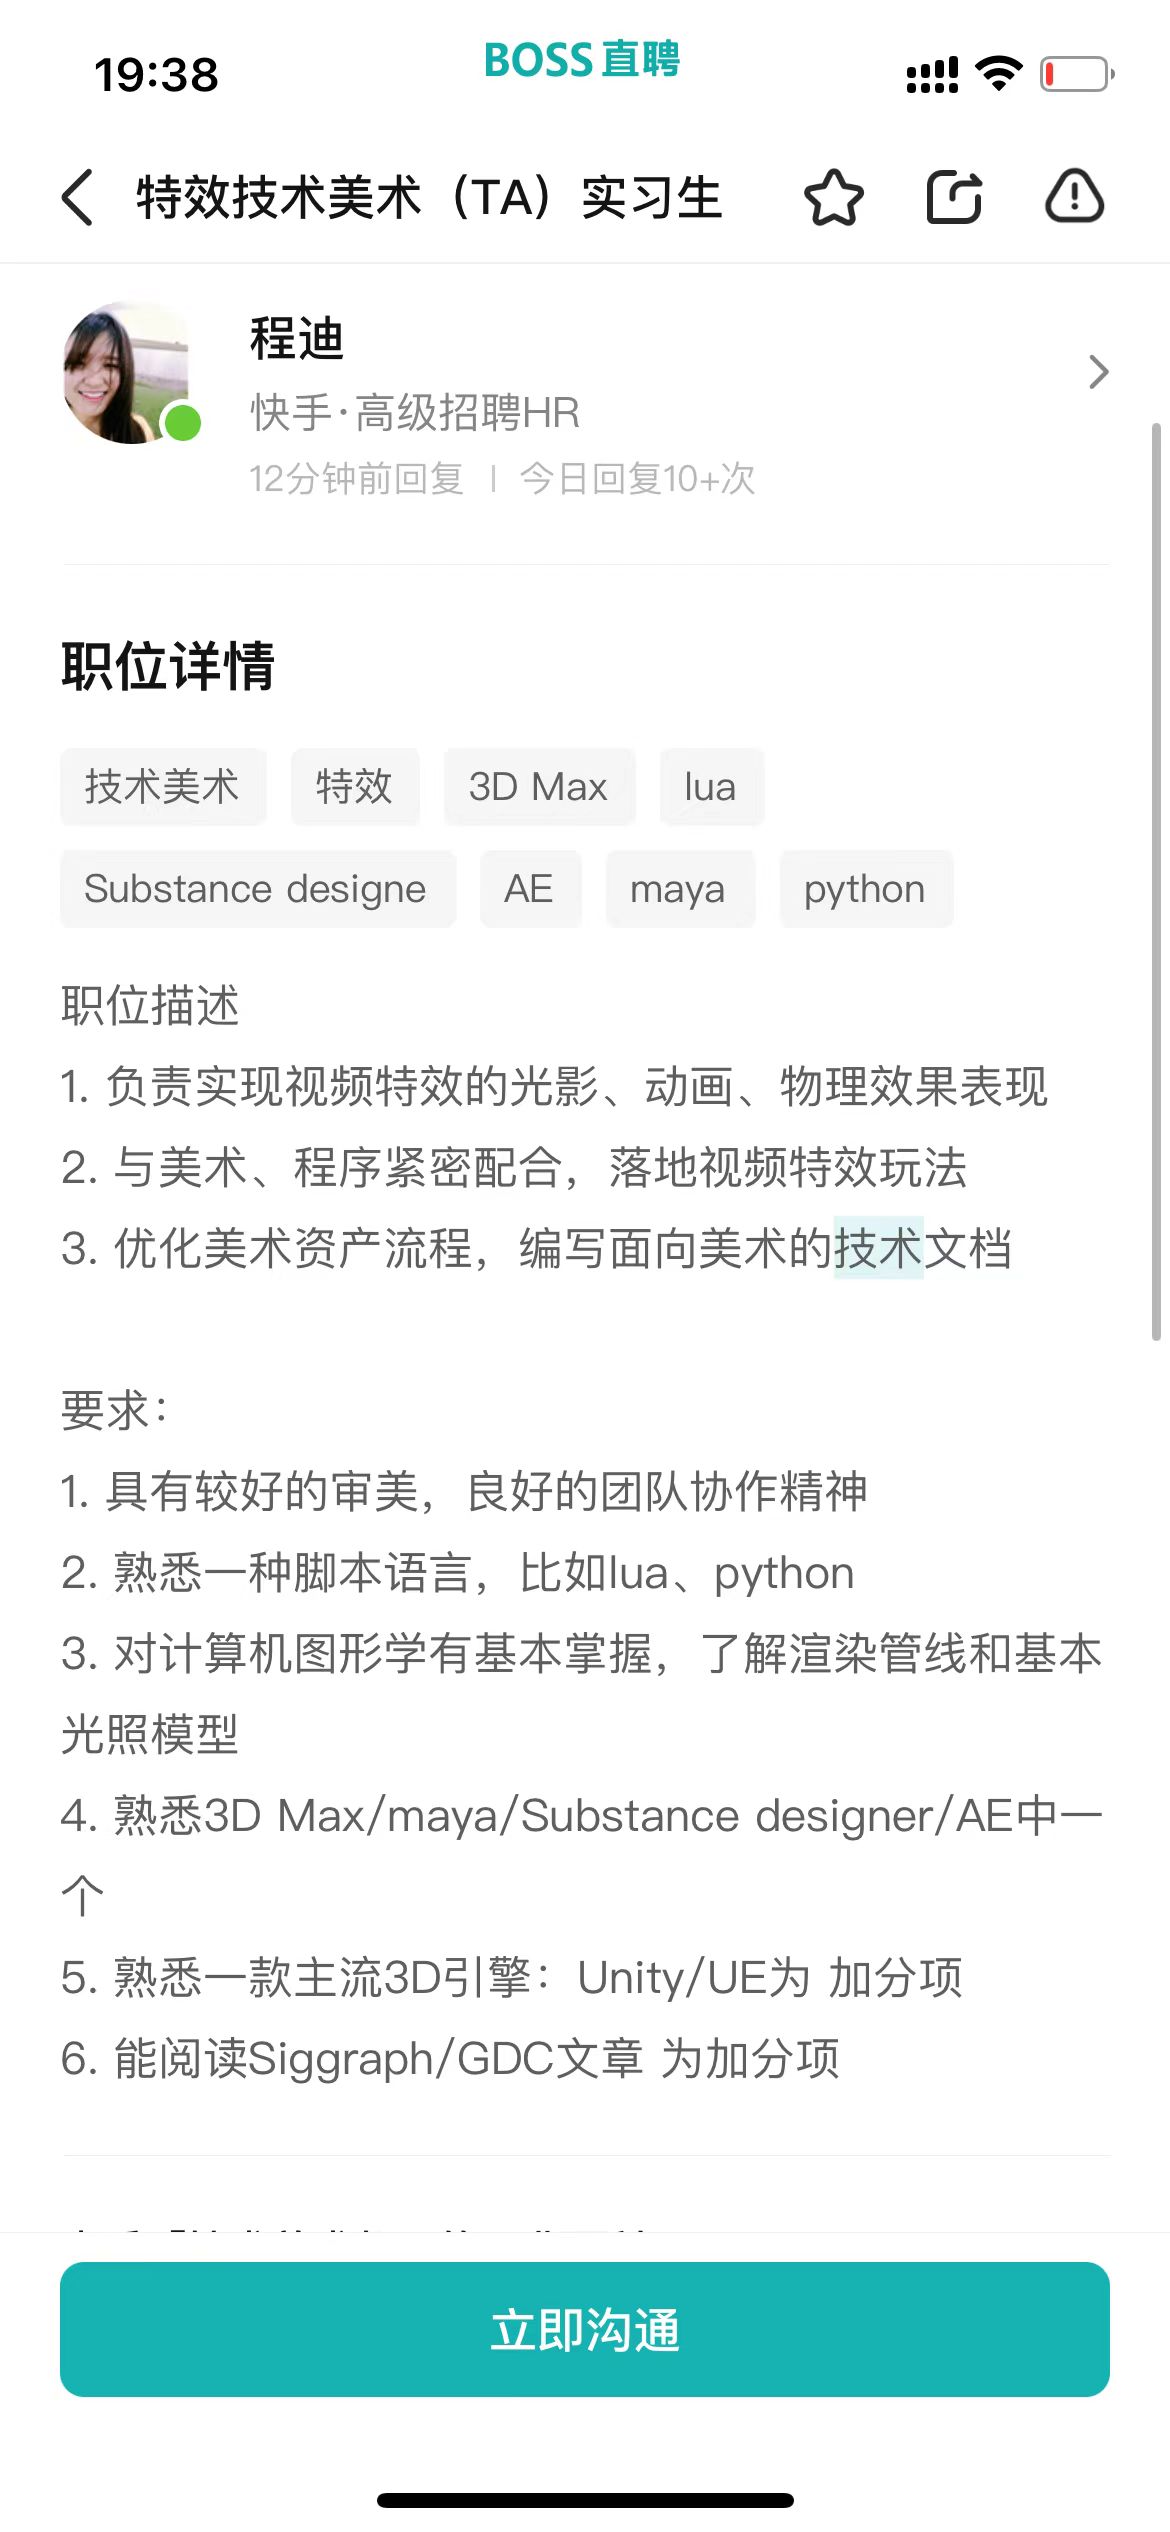 19:38
BOSS 直聘
特效技术美术（TA）实习生
程迪
快手·高级招聘HR
12分钟前回复 | 今日回复10+次
职位详情
技术美术 特效 3D Max lua
Substance designe AE maya python
职位描述
1. 负责实现视频特效的光影、动画、物理效果表现
2. 与美术、程序紧密配合，落地视频特效玩法
3. 优化美术资产流程，编写面向美术的技术文档
要求：
1. 具有较好的审美，良好的团队协作精神
2. 熟悉一种脚本语言，比如lua、python
3. 对计算机图形学有基本掌握，了解渲染管线和基本
光照模型
4. 熟悉3D Max/maya/Substance designer/AE中一
个
5. 熟悉一款主流3D引擎：Unity/UE为 加分项
6. 能阅读Siggraph/GDC文章 为加分项
立即沟通